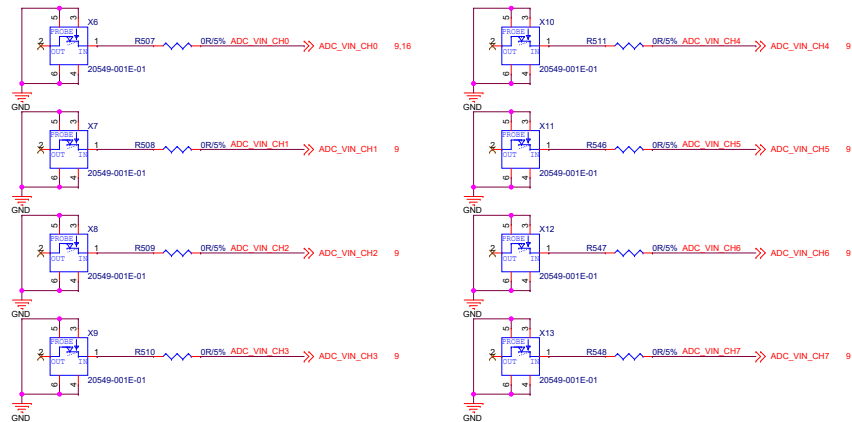 X6
5 3
PROBE
2 1 R507 0R/5% ADC_VIN_CH0 ADC_VIN_CH0 9,16
OUT IN
20549-001E-01
6 4
GND
X7
5 3
PROBE
2 1 R508 0R/5% ADC_VIN_CH1 ADC_VIN_CH1 9
OUT IN
20549-001E-01
6 4
GND
X8
5 3
PROBE
2 1 R509 0R/5% ADC_VIN_CH2 ADC_VIN_CH2 9
OUT IN
20549-001E-01
6 4
GND
X9
5 3
PROBE
2 1 R510 0R/5% ADC_VIN_CH3 ADC_VIN_CH3 9
OUT IN
20549-001E-01
6 4
GND
X10
5 3
PROBE
2 1 R511 0R/5% ADC_VIN_CH4 ADC_VIN_CH4 9
OUT IN
20549-001E-01
6 4
GND
X11
5 3
PROBE
2 1 R546 0R/5% ADC_VIN_CH5 ADC_VIN_CH5 9
OUT IN
20549-001E-01
6 4
GND
X12
5 3
PROBE
2 1 R547 0R/5% ADC_VIN_CH6 ADC_VIN_CH6 9
OUT IN
20549-001E-01
6 4
GND
X13
5 3
PROBE
2 1 R548 0R/5% ADC_VIN_CH7 ADC_VIN_CH7 9
OUT IN
20549-001E-01
6 4
GND